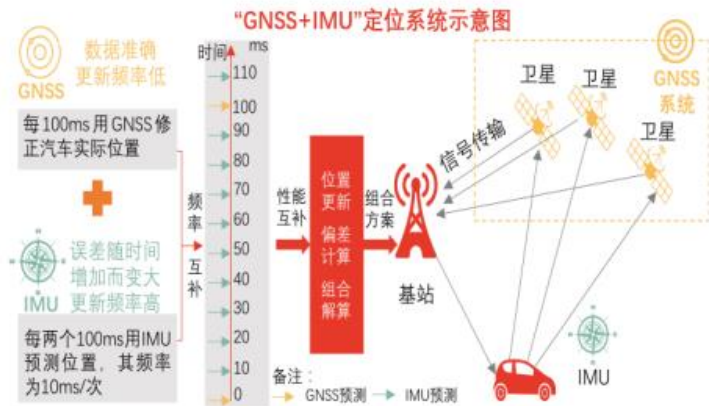 “GNSS+IMU”定位系统示意图
GNSS
数据准确
更新频率低
每100ms用GNSS修
正汽车实际位置
IMU
误差随时间
增加而变大
更新频率高
每两个100ms用IMU
预测位置，其频率
为10ms/次
频率
互补
时间
ms
110
100
90
80
70
60
50
40
30
20
10
0
性能
互补
位置
更新
偏差
计算
组合
解算
组合
方案
基站
信号传输
卫星
卫星
卫星
GNSS
系统
IMU
备注：
GNSS预测
IMU预测